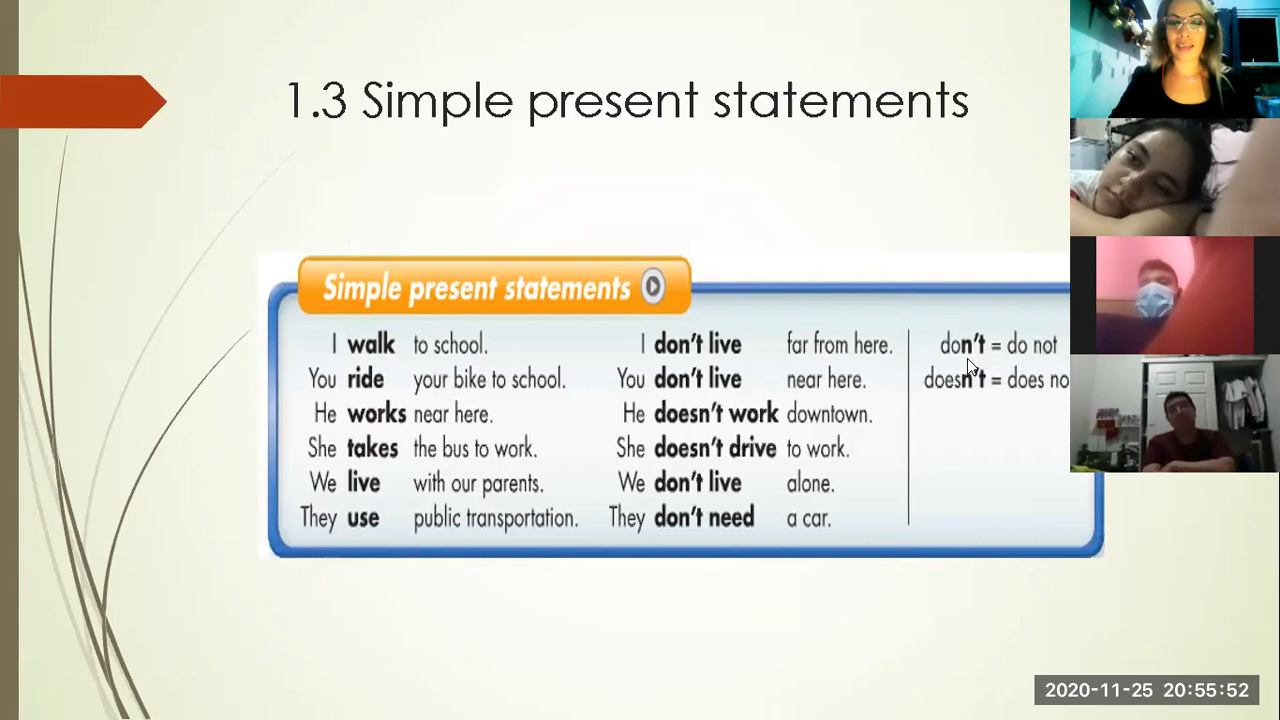 1.3 Simple present statements
Simple present statements
I walk to school. I don't live far from here. don't = do not
You ride your bike to school. You don't live near here. doesn't = does no
He works near here. He doesn't work downtown.
She takes the bus to work. She doesn't drive to work.
We live with our parents. We don't live alone.
They use public transportation. They don't need a car.
2020-11-25 20:55:52